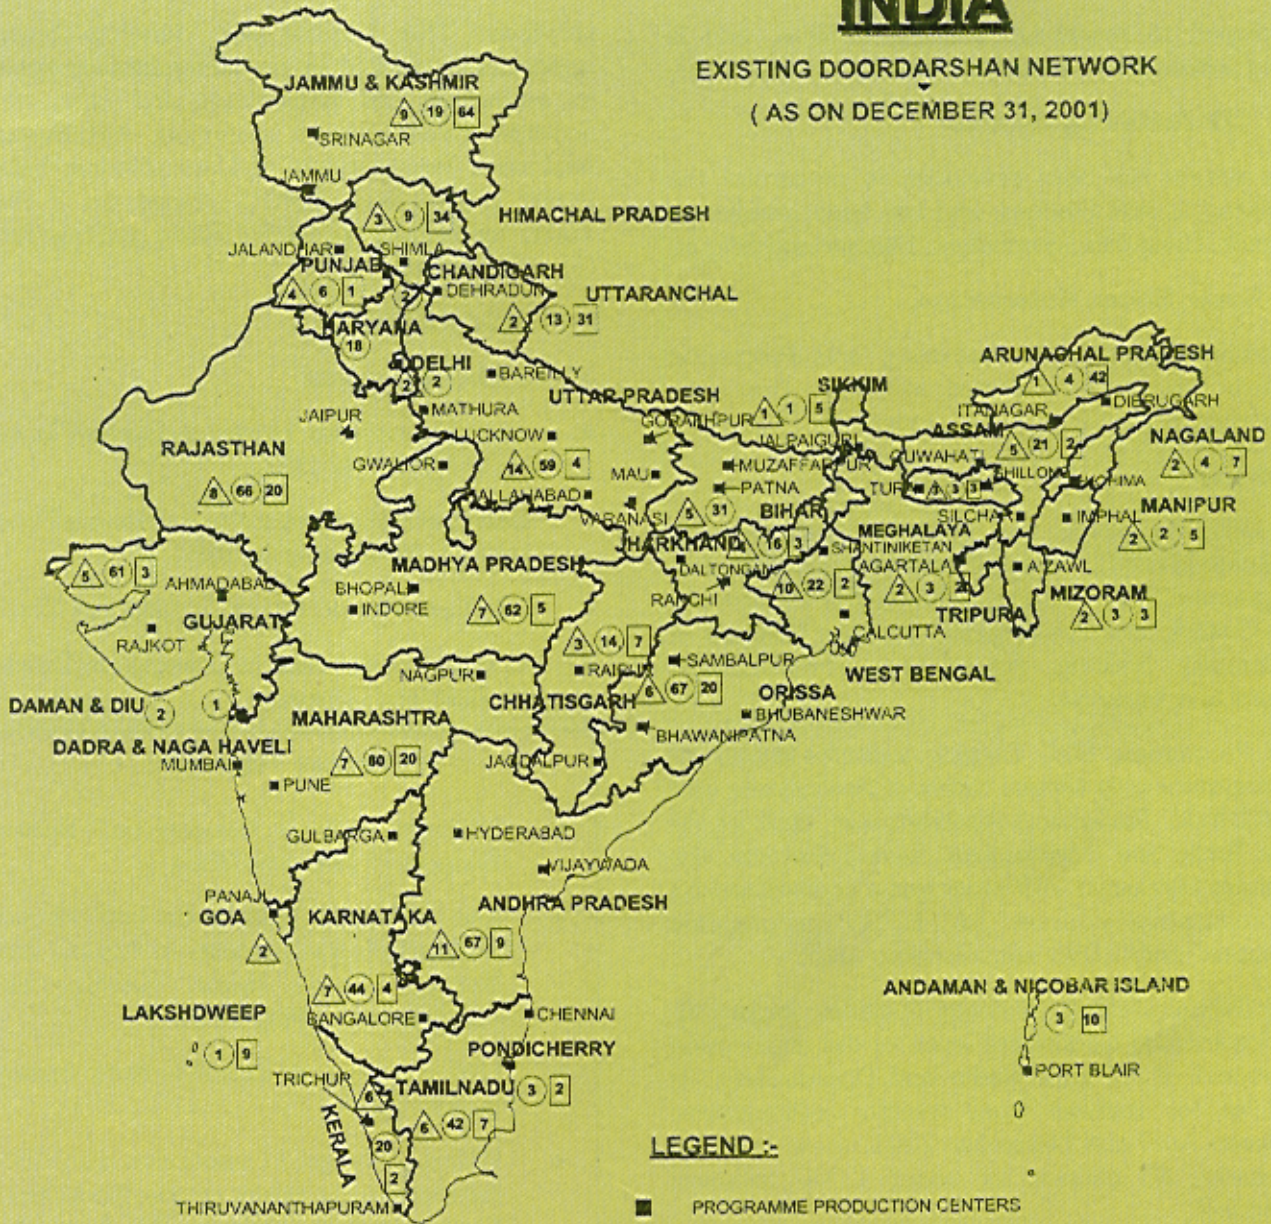 INDIA
EXISTING DOORDARSHAN NETWORK
( AS ON DECEMBER 31, 2001)
JAMMU & KASHMIR
9 19 64
SRINAGAR
JAMMU
3 9 34
HIMACHAL PRADESH
JALANDHAR
SHIMLA
PUNJAB
CHANDIGARH
4 6 1
2
DEHRADUN
UTTARANCHAL
2 13 31
HARYANA
18
DELHI
2 2
BAREILLY
UTTAR PRADESH
SIKKIM
1 1 5
ARUNACHAL PRADESH
1 4 42
ITANAGAR
DIBRUGARH
JAIPUR
MATHURA
LUCKNOW
GORAKHPUR
JALPAIGURI
GUWAHATI
ASSAM
5 21 2
NAGALAND
2 4 7
RAJASTHAN
8 66 20
GWALIOR
14 59 4
MAU
MUZAFFARPUR
PATNA
TURA
3 3
SHILLONG
KOHIMA
ALLAHABAD
VARANASI
5 31
BIHAR
SILCHAR
IMPHAL
MANIPUR
2 2 5
JHARKHAND
16 3
MEGHALAYA
SHANTINIKETAN
5 61 3
AHMADABAD
MADHYA PRADESH
BHOPAL
INDORE
7 62 5
DALTONGANJ
RANCHI
10 22 2
AGARTALA
2 3 2
TRIPURA
AIZAWL
MIZORAM
2 3 3
GUJARAT
RAJKOT
CALCUTTA
3 14 7
RAIPUR
SAMBALPUR
WEST BENGAL
NAGPUR
CHHATISGARH
6 67 20
ORISSA
BHUBANESHWAR
BHAWANIPATNA
DAMAN & DIU
2
1
DADRA & NAGA HAVELI
MUMBAI
MAHARASHTRA
7 80 20
JAGDALPUR
PUNE
GULBARGA
HYDERABAD
VIJAYWADA
PANAJI
GOA
2
KARNATAKA
ANDHRA PRADESH
11 67 9
7 44 4
BANGALORE
CHENNAI
LAKSHDWEEP
1 9
ANDAMAN & NICOBAR ISLAND
3 10
PORT BLAIR
PONDICHERRY
3 2
TRICHUR
6
TAMILNADU
6 42 7
KERALA
20
2
THIRUVANANTHAPURAM
LEGEND :-
PROGRAMME PRODUCTION CENTERS